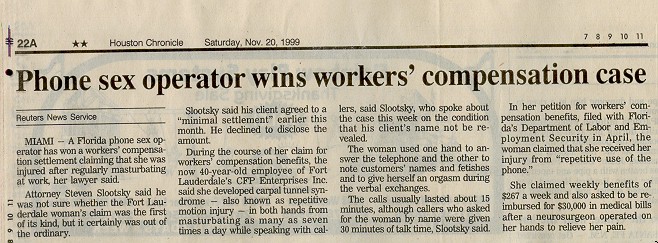 22A
★★
Houston Chronicle
Saturday, Nov. 20, 1999
7 8 9 10 11
Phone sex operator wins workers' compensation case
Reuters News Service
MIAMI — A Florida phone sex op-
erator has won a workers' compensa-
tion settlement claiming that she was
injured after regularly masturbating
at work, her lawyer said.
Attorney Steven Slootsky said he
was not sure whether the Fort Lau-
derdale woman's claim was the first
of its kind, but it certainly was out of
the ordinary.
Slootsky said his client agreed to a
"minimal settlement" earlier this
month. He declined to disclose the
amount.
During the course of her claim for
workers' compensation benefits, the
now 40-year-old employee of Fort
Lauderdale's CFP Enterprises Inc.
said she developed carpal tunnel syn-
drome — also known as repetitive
motion injury — in both hands from
masturbating as many as seven
times a day while speaking with cal-
lers, said Slootsky, who spoke about
the case this week on the condition
that his client's name not be re-
vealed.
The woman used one hand to an-
swer the telephone and the other to
note customers' names and fetishes
and to give herself an orgasm during
the verbal exchanges.
The calls usually lasted about 15
minutes, although callers who asked
for the woman by name were given
30 minutes of talk time, Slootsky said.
In her petition for workers' com-
pensation benefits, filed with Flori-
da's Department of Labor and Em-
ployment Security in April, the
woman claimed that she received her
injury from "repetitive use of the
phone."
She claimed weekly benefits of
$267 a week and also asked to be re-
imbursed for $30,000 in medical bills
after a neurosurgeon operated on
her hands to relieve her pain.
8 9 10 11